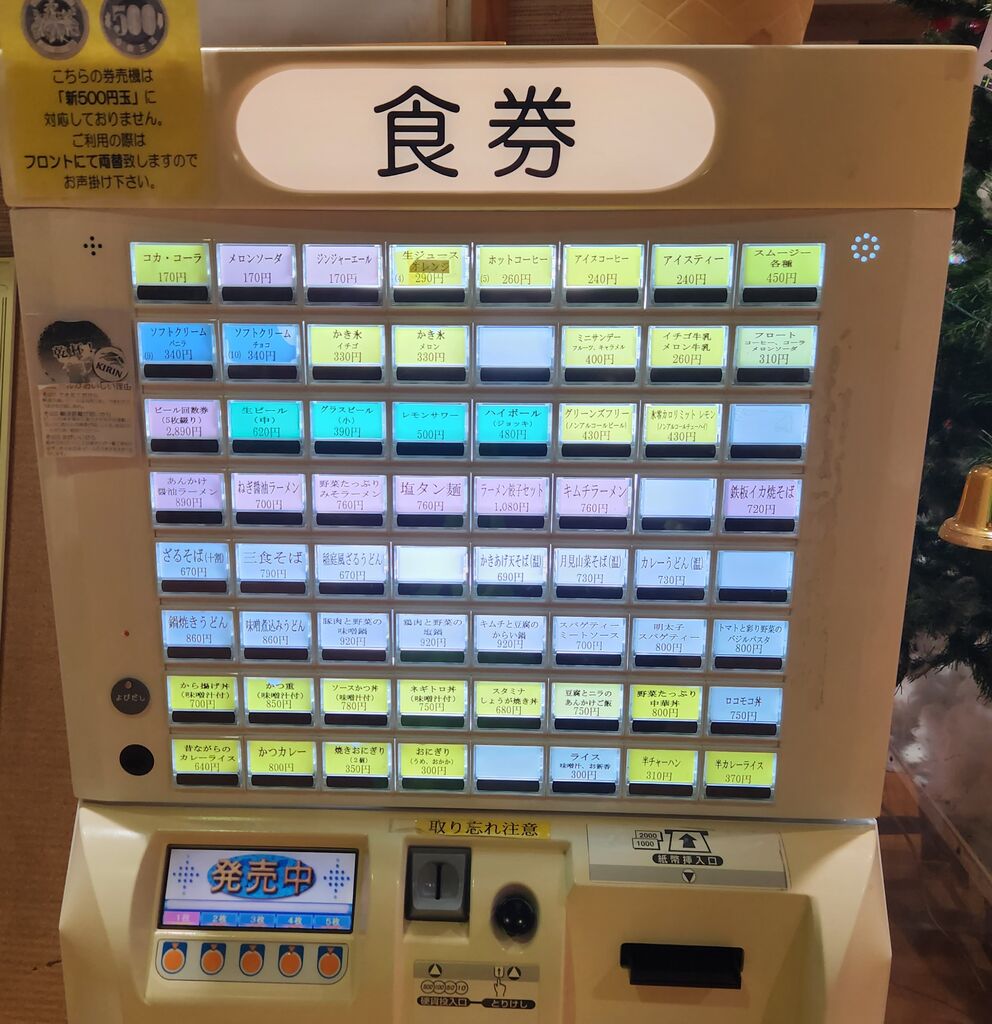 500
こちらの券売機は
「新500円玉」に
対応しておりません。
ご利用の際は
フロントにて両替致しますので
お声掛け下さい。
食券
コカ・コーラ
170円
メロンソーダ
170円
ジンジャーエール
170円
生ジュース
オレンジ
(4) 290円
ホットコーヒー
(5) 260円
アイスコーヒー
240円
アイスティー
240円
スムージー
各種
450円
ソフトクリーム
バニラ
(9) 340円
ソフトクリーム
チョコ
(10) 340円
かき氷
イチゴ
330円
かき氷
メロン
330円
ミニサンデー
フルーツ、キャラメル
400円
イチゴ牛乳
メロン牛乳
260円
フロート
コーヒー、コーラ
メロンソーダ
310円
乾杯
KIRIN
ビール回数券
(5枚綴り)
2,890円
生ビール
(中)
620円
グラスビール
(小)
390円
レモンサワー
500円
ハイボール
(ジョッキ)
480円
グリーンズフリー
(ノンアルコールビール)
430円
氷零カロリミット レモン
(ノンアルコールチューハイ)
430円
あんかけ
醤油ラーメン
890円
ねぎ醤油ラーメン
700円
野菜たっぷり
みそラーメン
760円
塩タン麺
760円
ラーメン餃子セット
1,080円
キムチラーメン
760円
鉄板イカ焼そば
720円
ざるそば(十割)
670円
三食そば
790円
稲庭風ざるうどん
670円
かきあげ天そば(温)
690円
月見山菜そば(温)
730円
カレーうどん(温)
730円
鍋焼きうどん
860円
味噌煮込みうどん
860円
豚肉と野菜の
味噌鍋
920円
鶏肉と野菜の
塩鍋
920円
キムチと豆腐の
からい鍋
920円
スパゲティー
ミートソース
700円
明太子
スパゲティー
800円
トマトと彩り野菜の
バジルパスタ
800円
よびだし
から揚げ丼
(味噌汁付)
700円
かつ重
(味噌汁付)
850円
ソースかつ丼
(味噌汁付)
780円
ネギトロ丼
(味噌汁付)
750円
スタミナ
しょうが焼き丼
680円
豆腐とニラの
あんかけご飯
750円
野菜たっぷり
中華丼
800円
ロコモコ丼
750円
昔ながらの
カレーライス
640円
かつカレー
800円
焼きおにぎり
(2個)
350円
おにぎり
(うめ、おかか)
300円
ライス
味噌汁、お新香
300円
半チャーハン
310円
半カレーライス
370円
取り忘れ注意
発売中
1枚 2枚 3枚 4枚 5枚
2000
1000
紙幣挿入口
500 100 50 10
硬貨投入口
とりけし